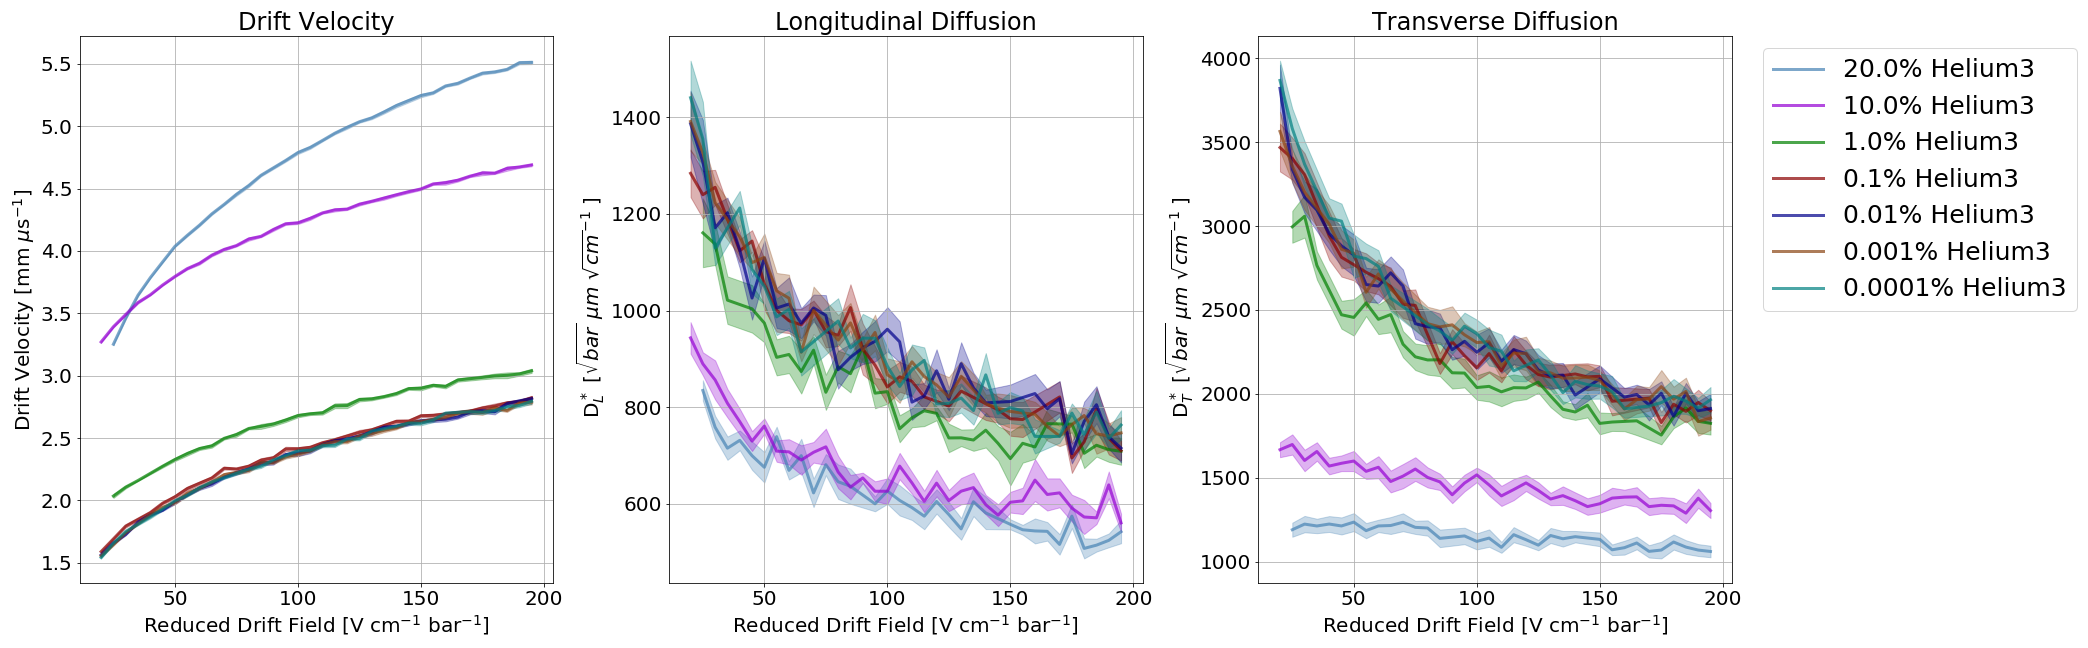 Drift Velocity
Drift Velocity [mm μs⁻¹]
5.5
5.0
4.5
4.0
3.5
3.0
2.5
2.0
1.5
50 100 150 200
Reduced Drift Field [V cm⁻¹ bar⁻¹]
Longitudinal Diffusion
D*L [√bar μm √cm⁻¹]
1400
1200
1000
800
600
50 100 150 200
Reduced Drift Field [V cm⁻¹ bar⁻¹]
Transverse Diffusion
D*T [√bar μm √cm⁻¹]
4000
3500
3000
2500
2000
1500
1000
50 100 150 200
Reduced Drift Field [V cm⁻¹ bar⁻¹]
20.0% Helium3
10.0% Helium3
1.0% Helium3
0.1% Helium3
0.01% Helium3
0.001% Helium3
0.0001% Helium3